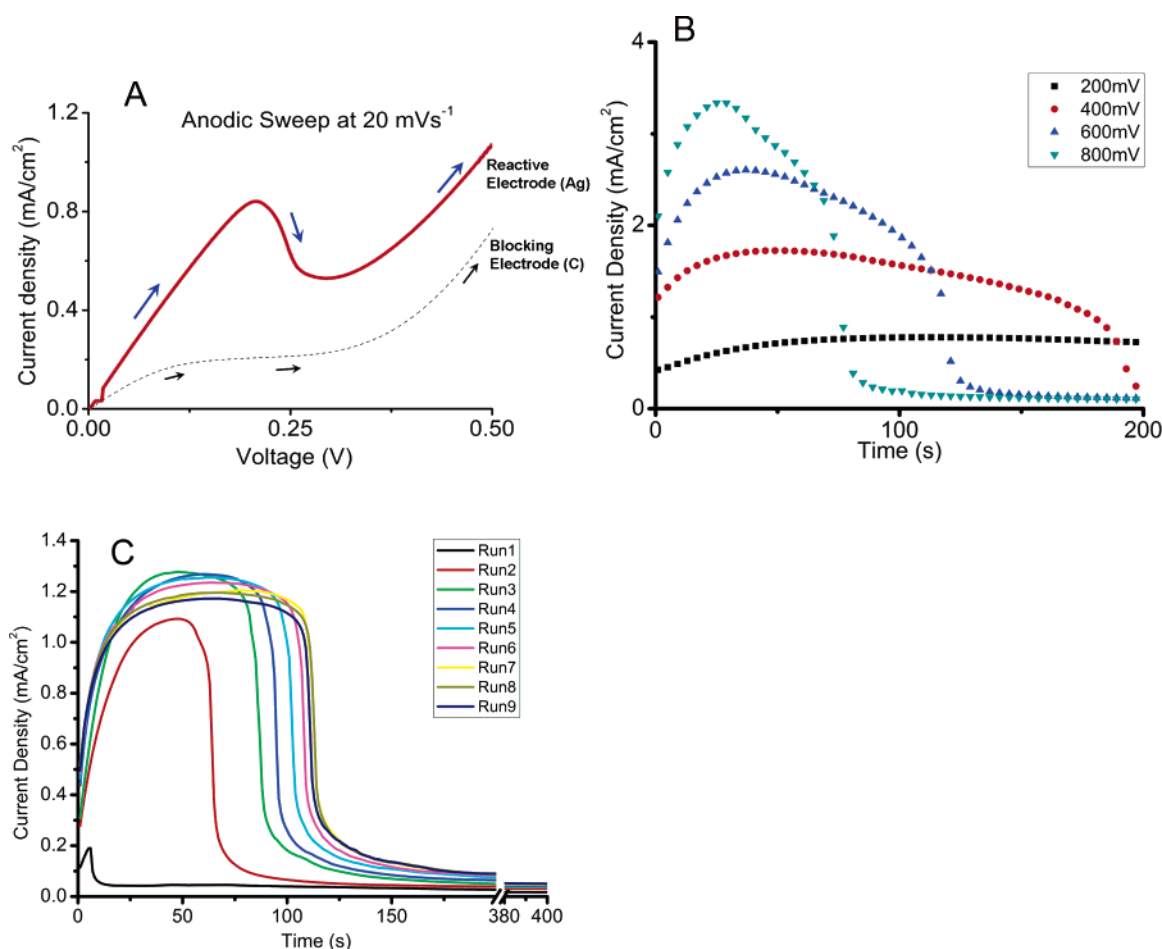 A
Anodic Sweep at 20 mVs⁻¹
Reactive
Electrode (Ag)
Blocking
Electrode (C)
Current density (mA/cm²)
1.2
0.8
0.4
0.0
0.00
0.25
0.50
Voltage (V)
B
200mV
400mV
600mV
800mV
Current Density (mA/cm²)
4
2
0
0
100
200
Time (s)
C
Run1
Run2
Run3
Run4
Run5
Run6
Run7
Run8
Run9
Current Density (mA/cm²)
1.4
1.2
1.0
0.8
0.6
0.4
0.2
0.0
0
50
100
150
380
400
Time (s)